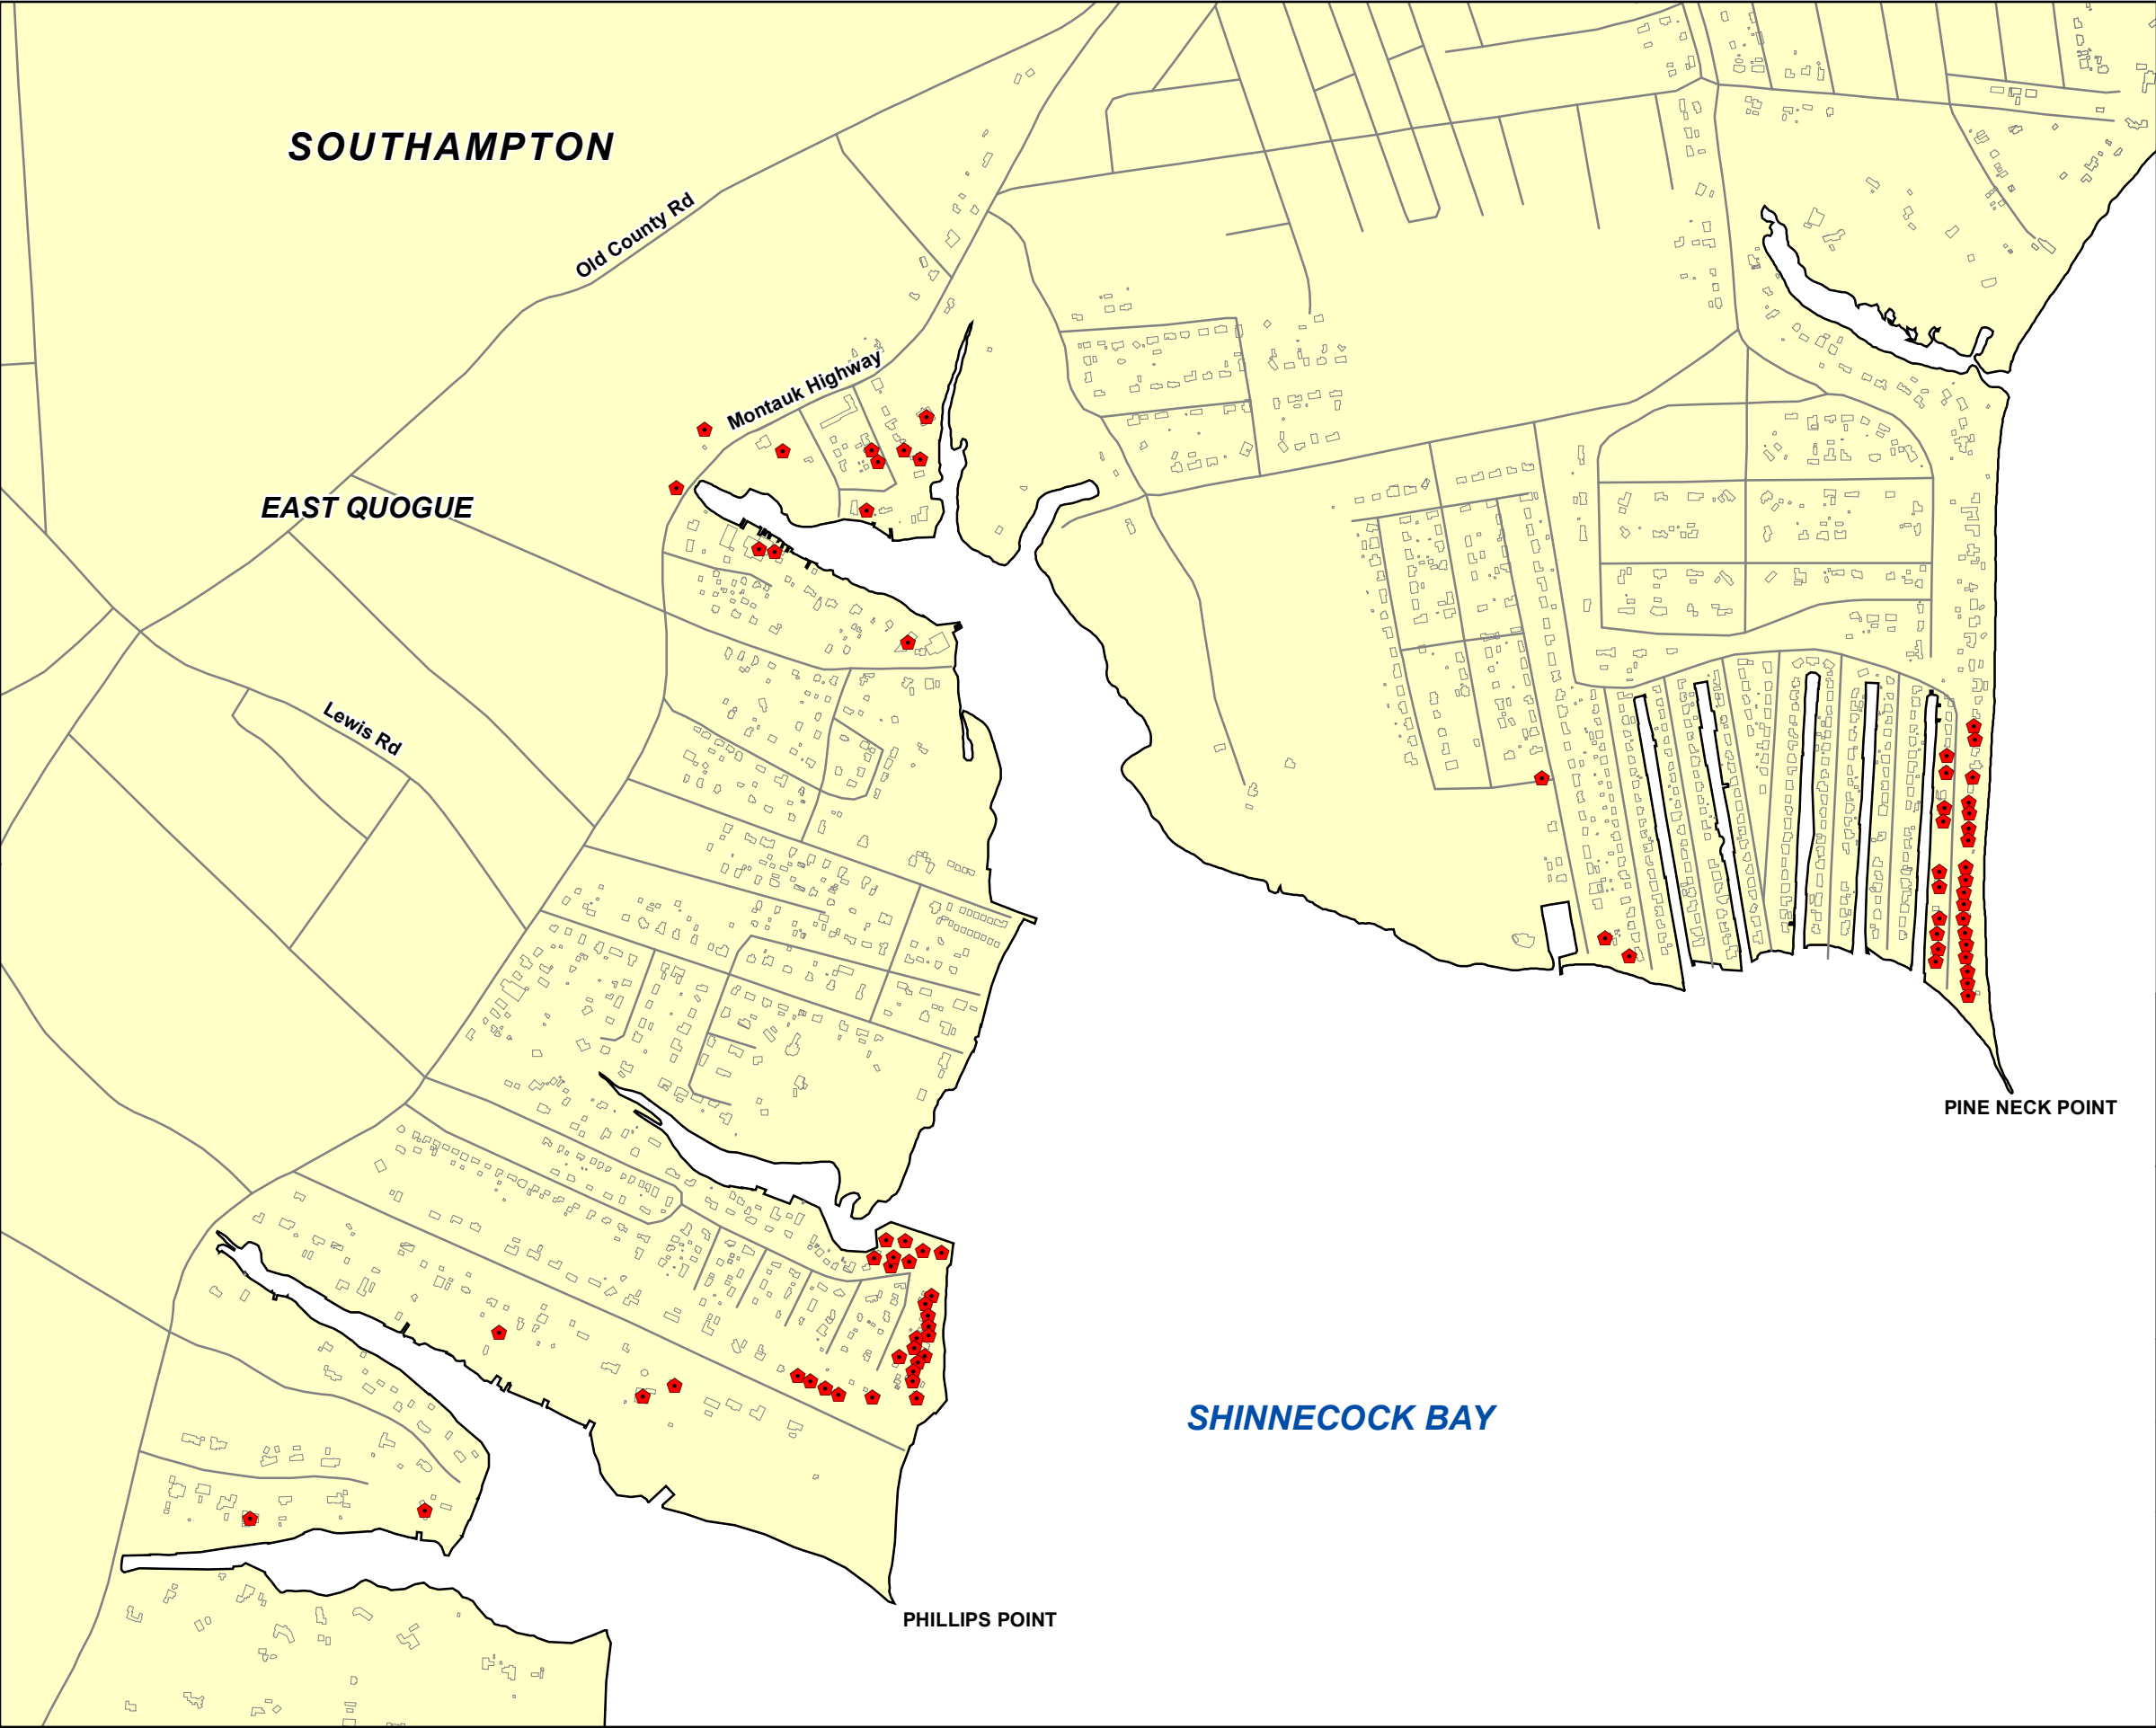 SOUTHAMPTON
Old County Rd
Montauk Highway
EAST QUOGUE
Lewis Rd
PINE NECK POINT
SHINNECOCK BAY
PHILLIPS POINT